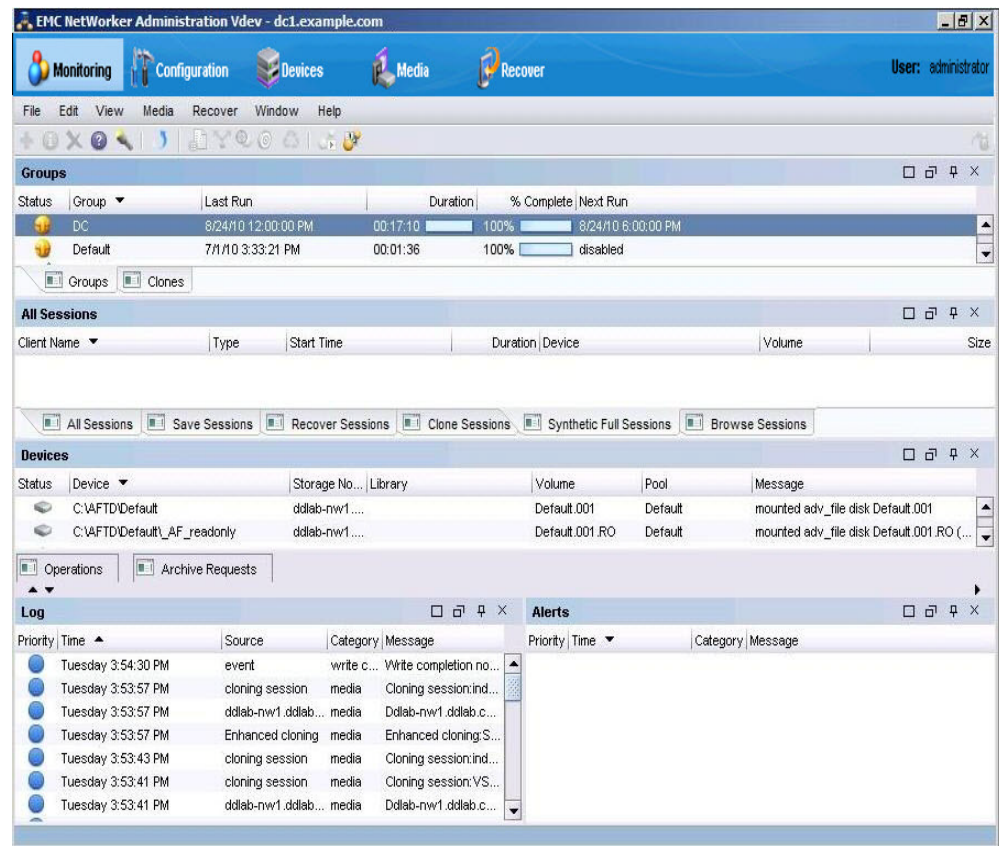 EMC NetWorker Administration Vdev - dc1.example.com
Monitoring Configuration Devices Media Recover User: administrator
File Edit View Media Recover Window Help
Groups
Status Group Last Run Duration % Complete Next Run
DC 8/24/10 12:00:00 PM 00:17:10 100% 8/24/10 6:00:00 PM
Default 7/1/10 3:33:21 PM 00:01:36 100% disabled
Groups Clones
All Sessions
Client Name Type Start Time Duration Device Volume Size
All Sessions Save Sessions Recover Sessions Clone Sessions Synthetic Full Sessions Browse Sessions
Devices
Status Device Storage No... Library Volume Pool Message
C:\AFTD\Default ddlab-nw1.... Default.001 Default mounted adv_file disk Default.001
C:\AFTD\Default\_AF_readonly ddlab-nw1.... Default.001.RO Default mounted adv_file disk Default.001.RO (...
Operations Archive Requests
Log
Priority Time Source Category Message
Tuesday 3:54:30 PM event write c... Write completion no...
Tuesday 3:53:57 PM cloning session media Cloning session:ind...
Tuesday 3:53:57 PM ddlab-nw1.ddlab... media Ddlab-nw1.ddlab.c...
Tuesday 3:53:57 PM Enhanced cloning media Enhanced cloning:S...
Tuesday 3:53:43 PM cloning session media Cloning session:ind...
Tuesday 3:53:41 PM cloning session media Cloning session:VS...
Tuesday 3:53:41 PM ddlab-nw1.ddlab... media Ddlab-nw1.ddlab.c...
Alerts
Priority Time Category Message